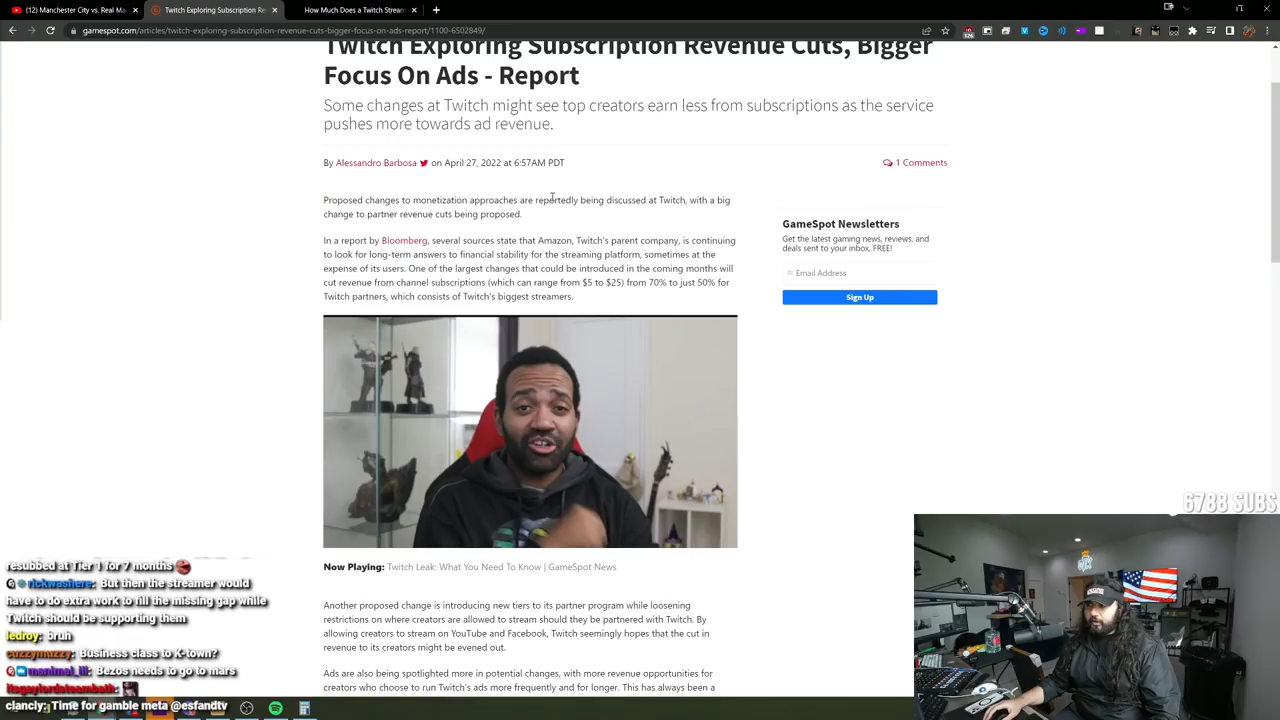 (12) Manchester City vs. Real Ma
Twitch Exploring Subscription Re
How Much Does a Twitch Stream
gamespot.com/articles/twitch-exploring-subscription-revenue-cuts-bigger-focus-on-ads-report/1100-6502849/
Twitch Exploring Subscription Revenue Cuts, Bigger
Focus On Ads - Report
Some changes at Twitch might see top creators earn less from subscriptions as the service
pushes more towards ad revenue.
By Alessandro Barbosa on April 27, 2022 at 6:57AM PDT
1 Comments
Proposed changes to monetization approaches are reportedly being discussed at Twitch, with a big
change to partner revenue cuts being proposed.
In a report by Bloomberg, several sources state that Amazon, Twitch's parent company, is continuing
to look for long-term answers to financial stability for the streaming platform, sometimes at the
expense of its users. One of the largest changes that could be introduced in the coming months will
cut revenue from channel subscriptions (which can range from $5 to $25) from 70% to just 50% for
Twitch partners, which consists of Twitch's biggest streamers.
GameSpot Newsletters
Get the latest gaming news, reviews, and
deals sent to your inbox, FREE!
Email Address
Sign Up
Now Playing: Twitch Leak: What You Need To Know | GameSpot News
Another proposed change is introducing new tiers to its partner program while loosening
restrictions on where creators are allowed to stream should they be partnered with Twitch. By
allowing creators to stream on YouTube and Facebook, Twitch seemingly hopes that the cut in
revenue to its creators might be evened out.
Ads are also being spotlighted more in potential changes, with more revenue opportunities for
creators who choose to run Twitch's ads more frequently and for longer. This has always been a
6788 SUBS
resubbed at Tier 1 for 7 months
rickwashere: But then the streamer would
have to do extra work to fill the missing gap while
Twitch should be supporting them
ledroy: bruh
cuzzymuzzy: Business class to K-town?
manimal_iii: Bezos needs to go to mars
itsgaylordsteambath:
clancly: Time for gamble meta @esfandtv